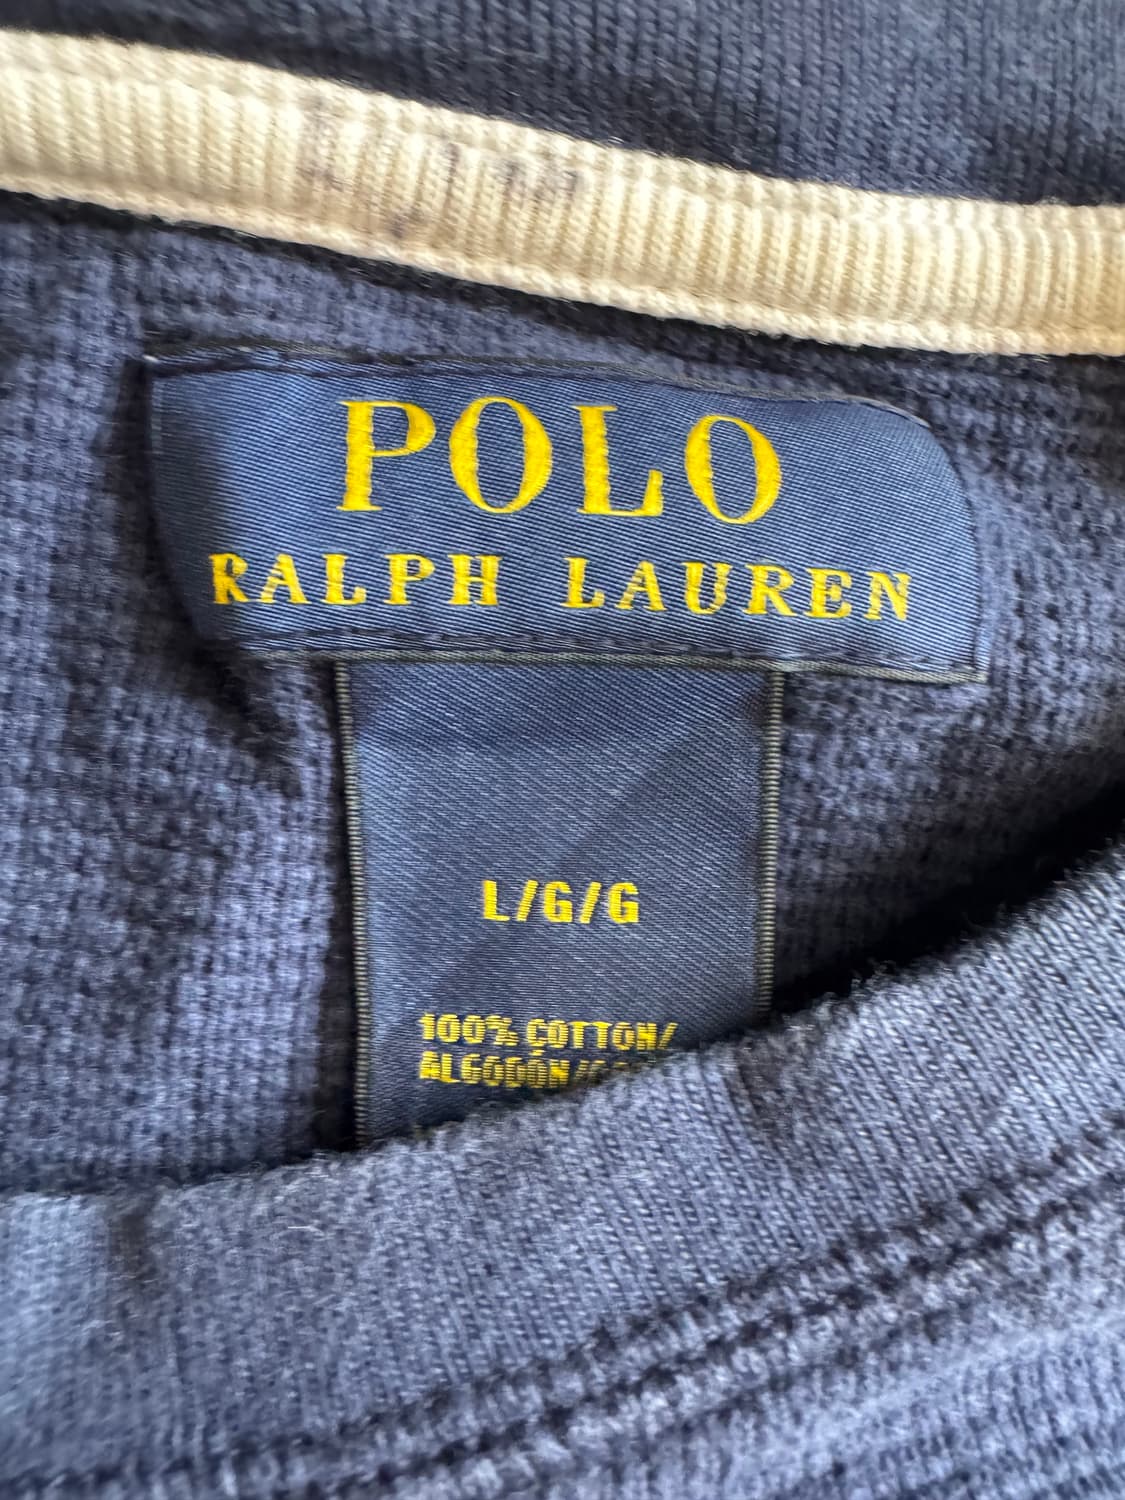 POLO
RALPH LAUREN
L/G/G
100% COTTON/
ALGODÓN/